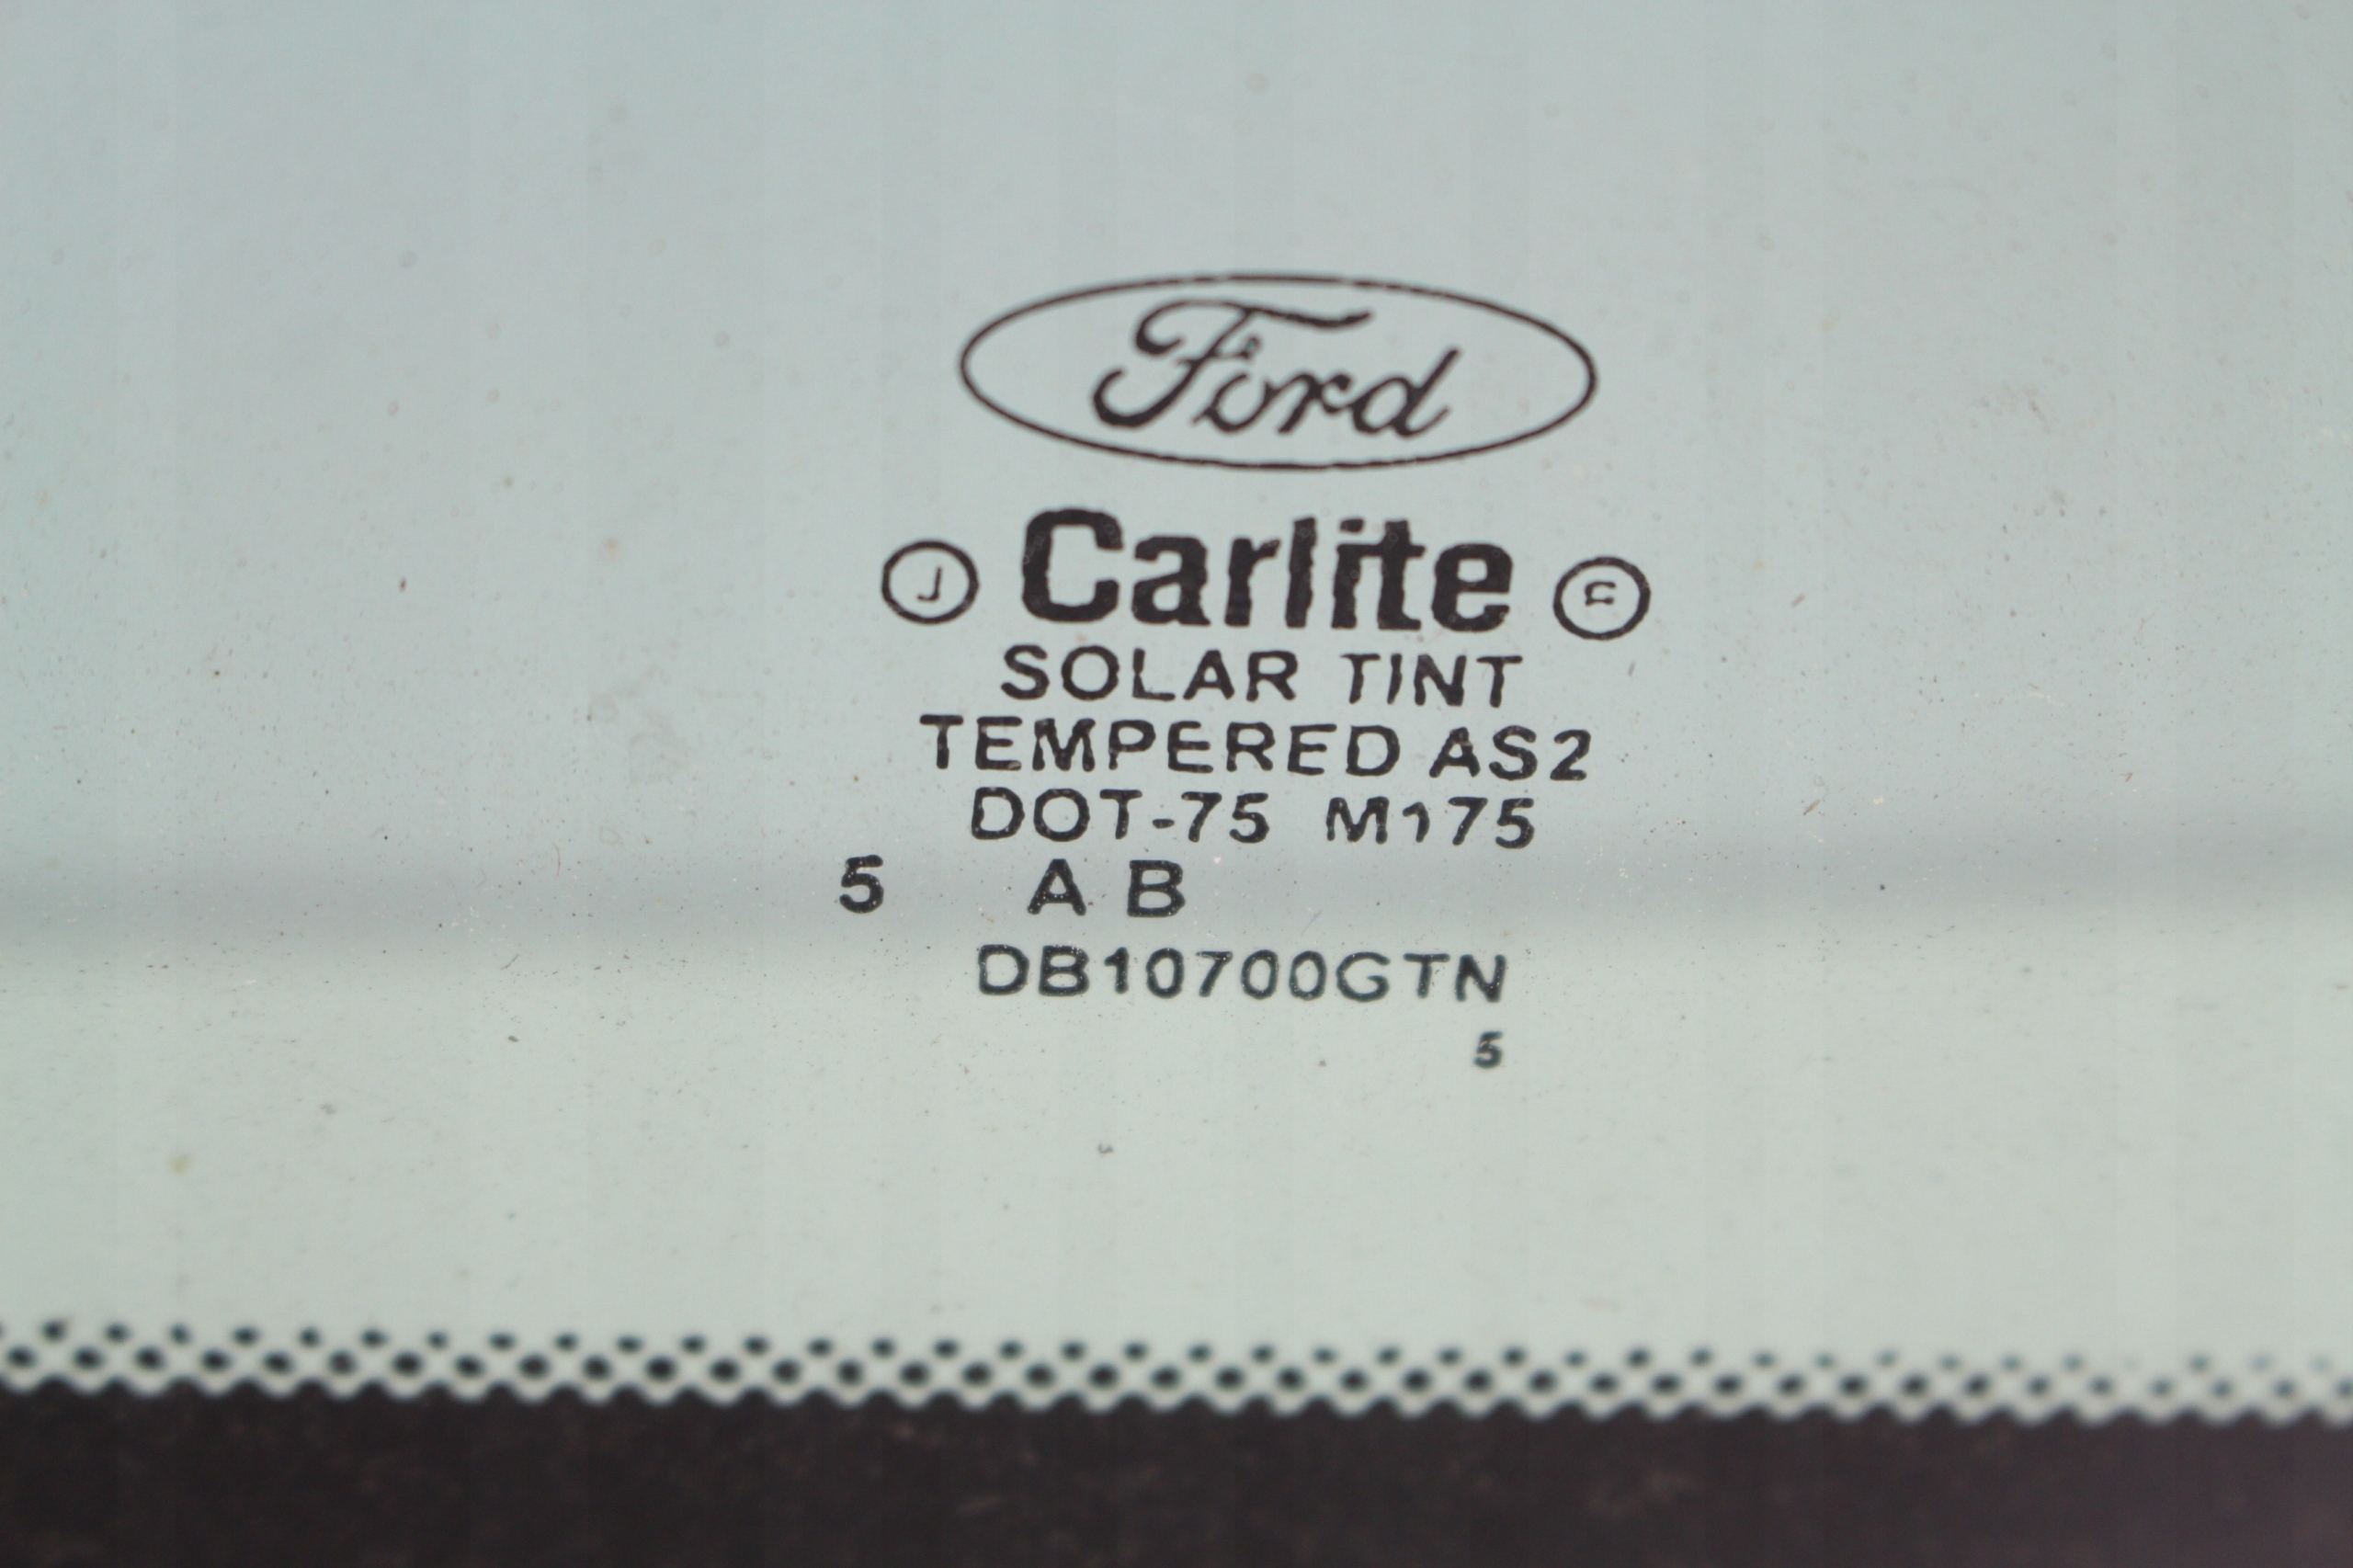 Ford
J Carlite F
SOLAR TINT
TEMPERED AS2
DOT-75 M175
5 A B
DB10700GTN
5